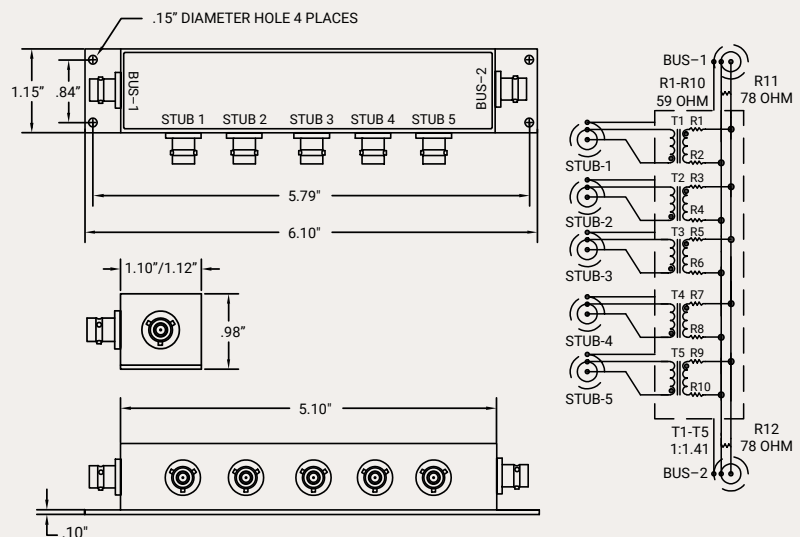 .15” DIAMETER HOLE 4 PLACES
1.15”
.84”
BUS-1
BUS-2
STUB 1
STUB 2
STUB 3
STUB 4
STUB 5
5.79"
6.10"
1.10"/1.12"
.98"
5.10"
.10"
BUS-1
R1-R10
59 OHM
R11
78 OHM
T1 R1
R2
STUB-1
T2 R3
R4
STUB-2
T3 R5
R6
STUB-3
T4 R7
R8
STUB-4
T5 R9
R10
STUB-5
T1-T5
1:1.41
R12
78 OHM
BUS-2